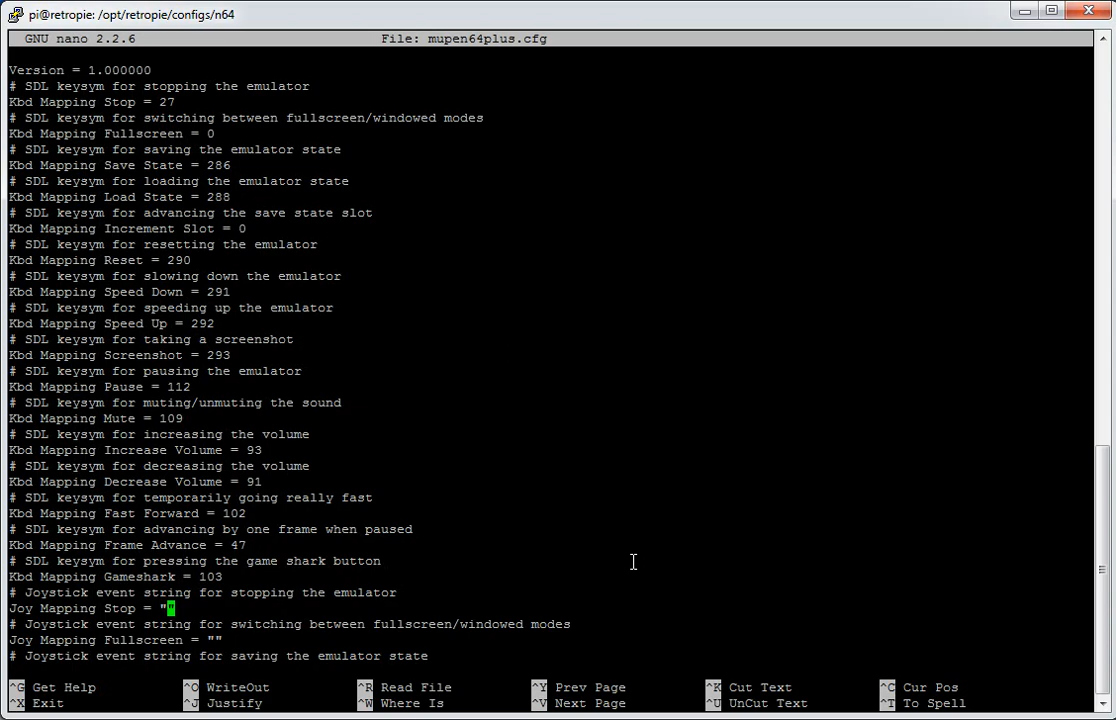 pi@retropie: /opt/retropie/configs/n64
GNU nano 2.2.6 File: mupen64plus.cfg
Version = 1.000000
# SDL keysym for stopping the emulator
Kbd Mapping Stop = 27
# SDL keysym for switching between fullscreen/windowed modes
Kbd Mapping Fullscreen = 0
# SDL keysym for saving the emulator state
Kbd Mapping Save State = 286
# SDL keysym for loading the emulator state
Kbd Mapping Load State = 288
# SDL keysym for advancing the save state slot
Kbd Mapping Increment Slot = 0
# SDL keysym for resetting the emulator
Kbd Mapping Reset = 290
# SDL keysym for slowing down the emulator
Kbd Mapping Speed Down = 291
# SDL keysym for speeding up the emulator
Kbd Mapping Speed Up = 292
# SDL keysym for taking a screenshot
Kbd Mapping Screenshot = 293
# SDL keysym for pausing the emulator
Kbd Mapping Pause = 112
# SDL keysym for muting/unmuting the sound
Kbd Mapping Mute = 109
# SDL keysym for increasing the volume
Kbd Mapping Increase Volume = 93
# SDL keysym for decreasing the volume
Kbd Mapping Decrease Volume = 91
# SDL keysym for temporarily going really fast
Kbd Mapping Fast Forward = 102
# SDL keysym for advancing by one frame when paused
Kbd Mapping Frame Advance = 47
# SDL keysym for pressing the game shark button
Kbd Mapping Gameshark = 103
# Joystick event string for stopping the emulator
Joy Mapping Stop = ""
# Joystick event string for switching between fullscreen/windowed modes
Joy Mapping Fullscreen = ""
# Joystick event string for saving the emulator state
^G Get Help ^O WriteOut ^R Read File ^Y Prev Page ^K Cut Text ^C Cur Pos
^X Exit ^J Justify ^W Where Is ^V Next Page ^U UnCut Text ^T To Spell